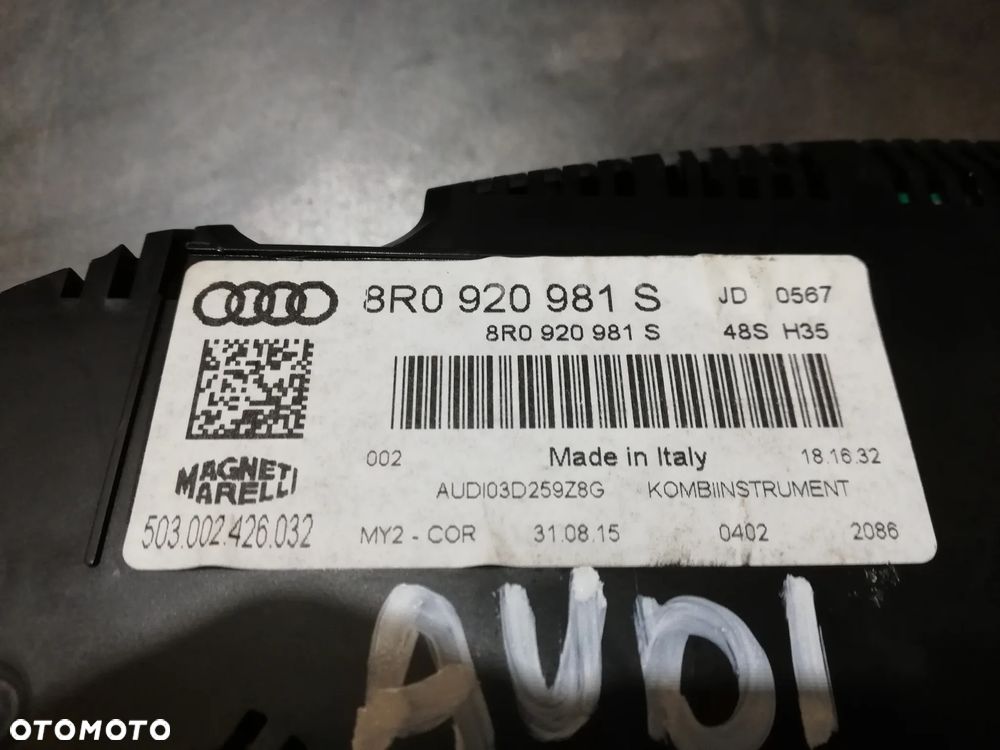 8R0 920 981 S JD 0567
8R0 920 981 S 48S H35
002 Made in Italy 18.16.32
MAGNETI MARELLI
AUDI03D259Z8G KOMBIINSTRUMENT
503.002.426.032 MY2 - COR 31.08.15 0402 2086
AUDI
OTOMOTO